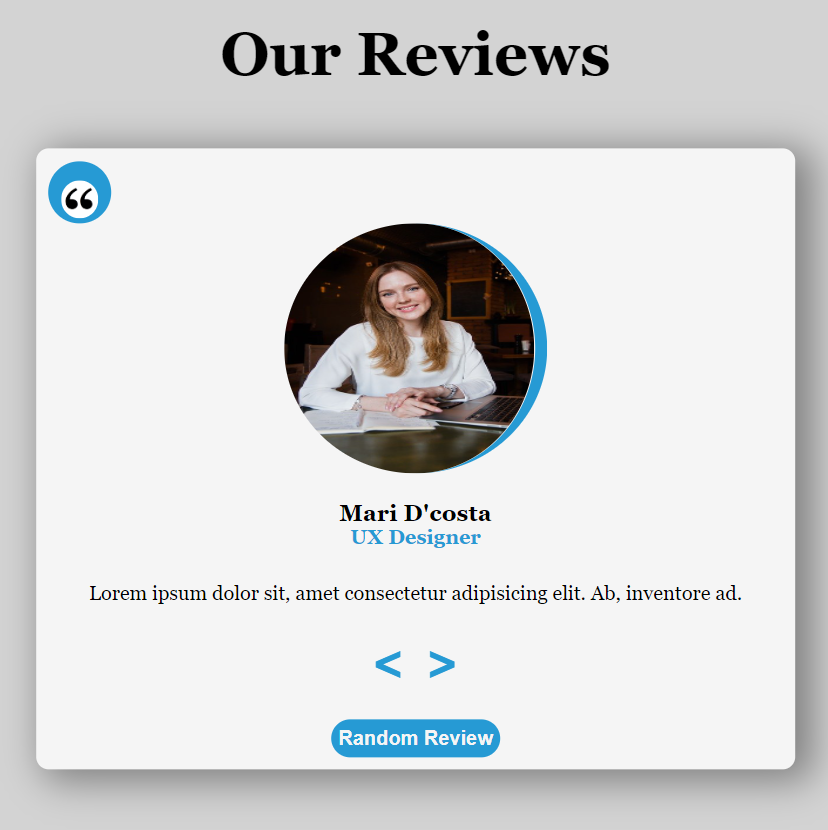 Our Reviews
“
Mari D'costa
UX Designer
Lorem ipsum dolor sit, amet consectetur adipisicing elit. Ab, inventore ad.
< >
Random Review